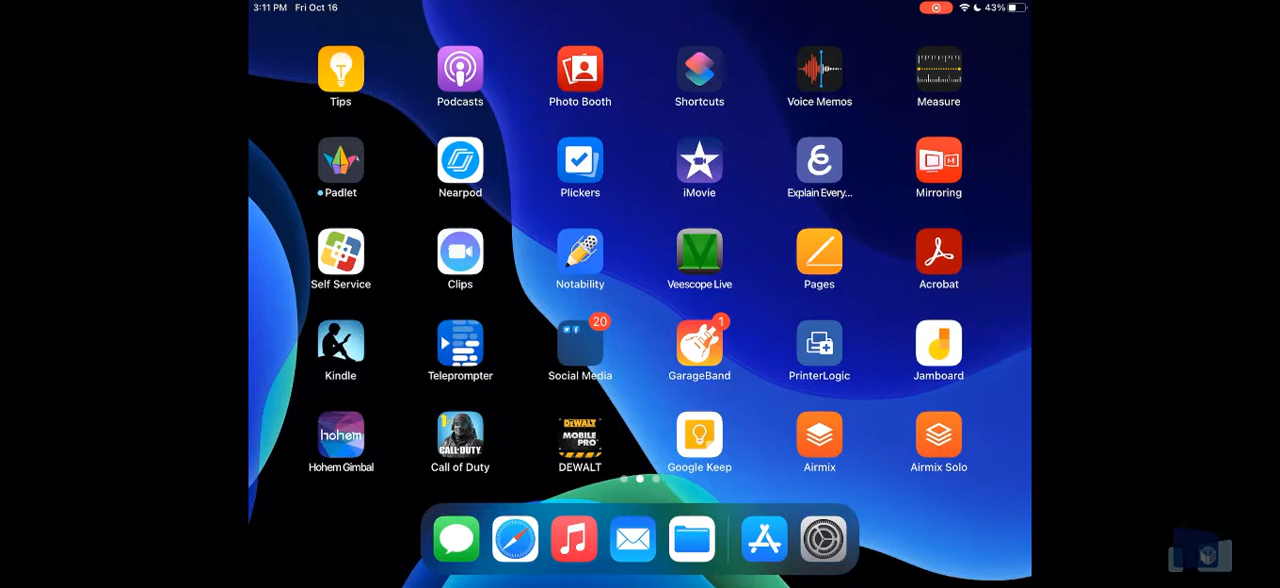 3:11 PM Fri Oct 16 43%
Tips Podcasts Photo Booth Shortcuts Voice Memos Measure
Padlet Nearpod Plickers iMovie Explain Every... Mirroring
Self Service Clips Notability Veescope Live Pages Acrobat
20 1
Kindle Teleprompter Social Media GarageBand PrinterLogic Jamboard
hohem 1 CALL·DUTY DEWALT MOBILE PRO
Hohem Gimbal Call of Duty DEWALT Google Keep Airmix Airmix Solo